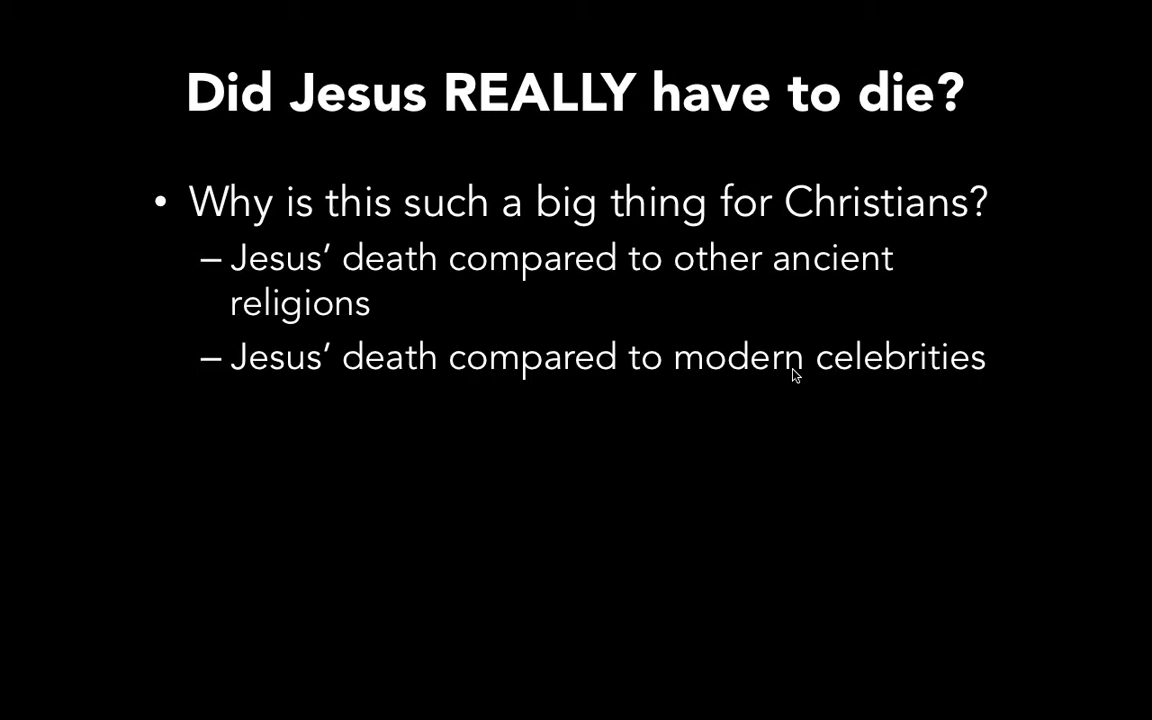 Did Jesus REALLY have to die?
• Why is this such a big thing for Christians?
– Jesus’ death compared to other ancient
religions
– Jesus’ death compared to modern celebrities